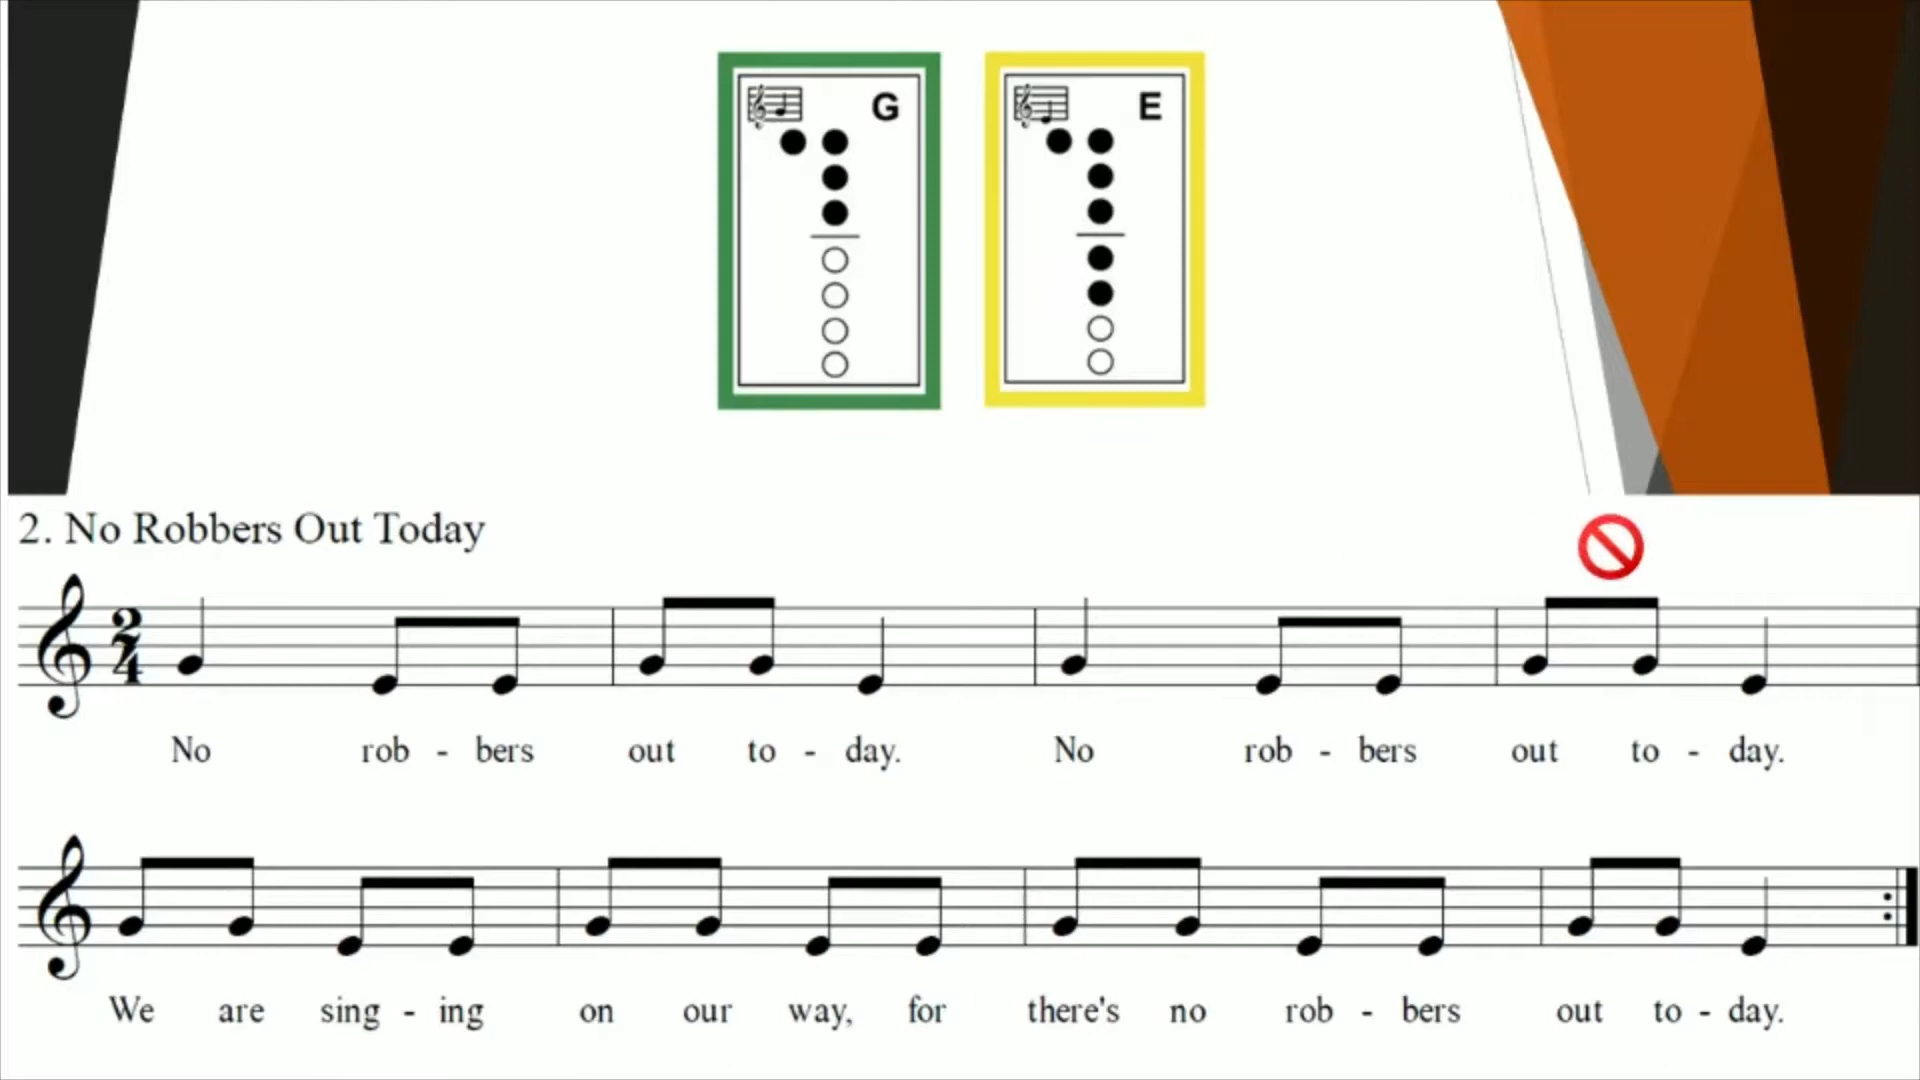 G
E
2. No Robbers Out Today
2
4
No rob - bers out to - day. No rob - bers out to - day.
We are sing - ing on our way, for there's no rob - bers out to - day.